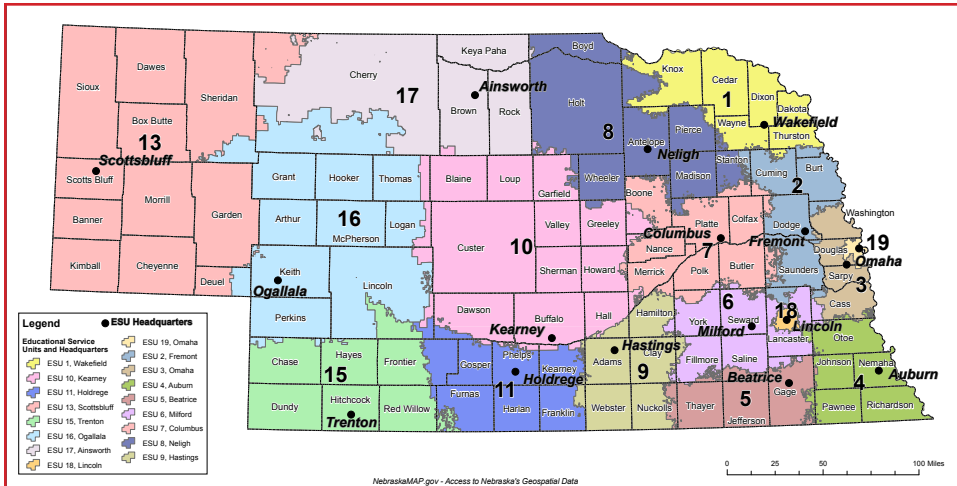 Boyd
Keya Paha
Knox
Cedar
Dawes
Sioux
Cherry
Dixon
Sheridan
Ainsworth
Dakota
17
1
Brown
Rock
Holt
Wayne
Wakefield
Box Butte
8
Pierce
Thurston
13
Antelope
Neligh
Scottsbluff
Stanton
Cuming
Burt
Scotts Bluff
Grant
Hooker
Thomas
Blaine
Loup
Wheeler
Madison
2
Garfield
Boone
Morrill
Garden
Banner
Arthur
16
Logan
Valley
Greeley
Platte
Colfax
Dodge
Washington
McPherson
Columbus
Fremont
19
Custer
10
Nance
7
Douglas
Omaha
Kimball
Cheyenne
Keith
Sherman
Howard
Merrick
Polk
Butler
Saunders
Sarpy
3
Deuel
Ogallala
Lincoln
6
Cass
Perkins
Dawson
Buffalo
Hall
Hamilton
York
Seward
18
Lincoln
Kearney
Milford
Lancaster
Otoe
Chase
Hayes
Frontier
Phelps
Hastings
Adams
Clay
Fillmore
Saline
Johnson
Nemaha
15
Gosper
Kearney
9
Beatrice
Auburn
Holdrege
Gage
4
Dundy
Hitchcock
Red Willow
Furnas
11
Harlan
Franklin
Webster
Nuckolls
Thayer
5
Pawnee
Richardson
Trenton
Jefferson
Legend
ESU Headquarters
Educational Service
Units and Headquarters
ESU 1, Wakefield
ESU 10, Kearney
ESU 11, Holdrege
ESU 13, Scottsbluff
ESU 15, Trenton
ESU 16, Ogallala
ESU 17, Ainsworth
ESU 18, Lincoln
ESU 19, Omaha
ESU 2, Fremont
ESU 3, Omaha
ESU 4, Auburn
ESU 5, Beatrice
ESU 6, Milford
ESU 7, Columbus
ESU 8, Neligh
ESU 9, Hastings
0 12.5 25 50 75 100 Miles
NebraskaMAP.gov - Access to Nebraska's Geospatial Data